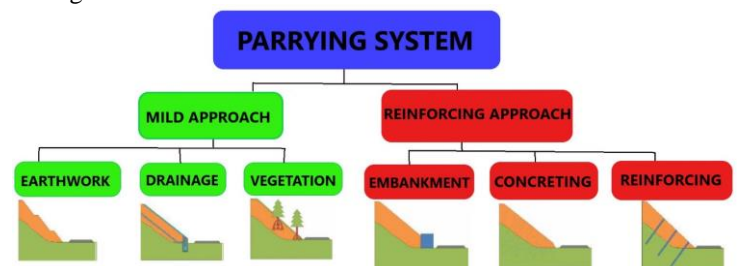 PARRYING SYSTEM
MILD APPROACH
REINFORCING APPROACH
EARTHWORK
DRAINAGE
VEGETATION
EMBANKMENT
CONCRETING
REINFORCING